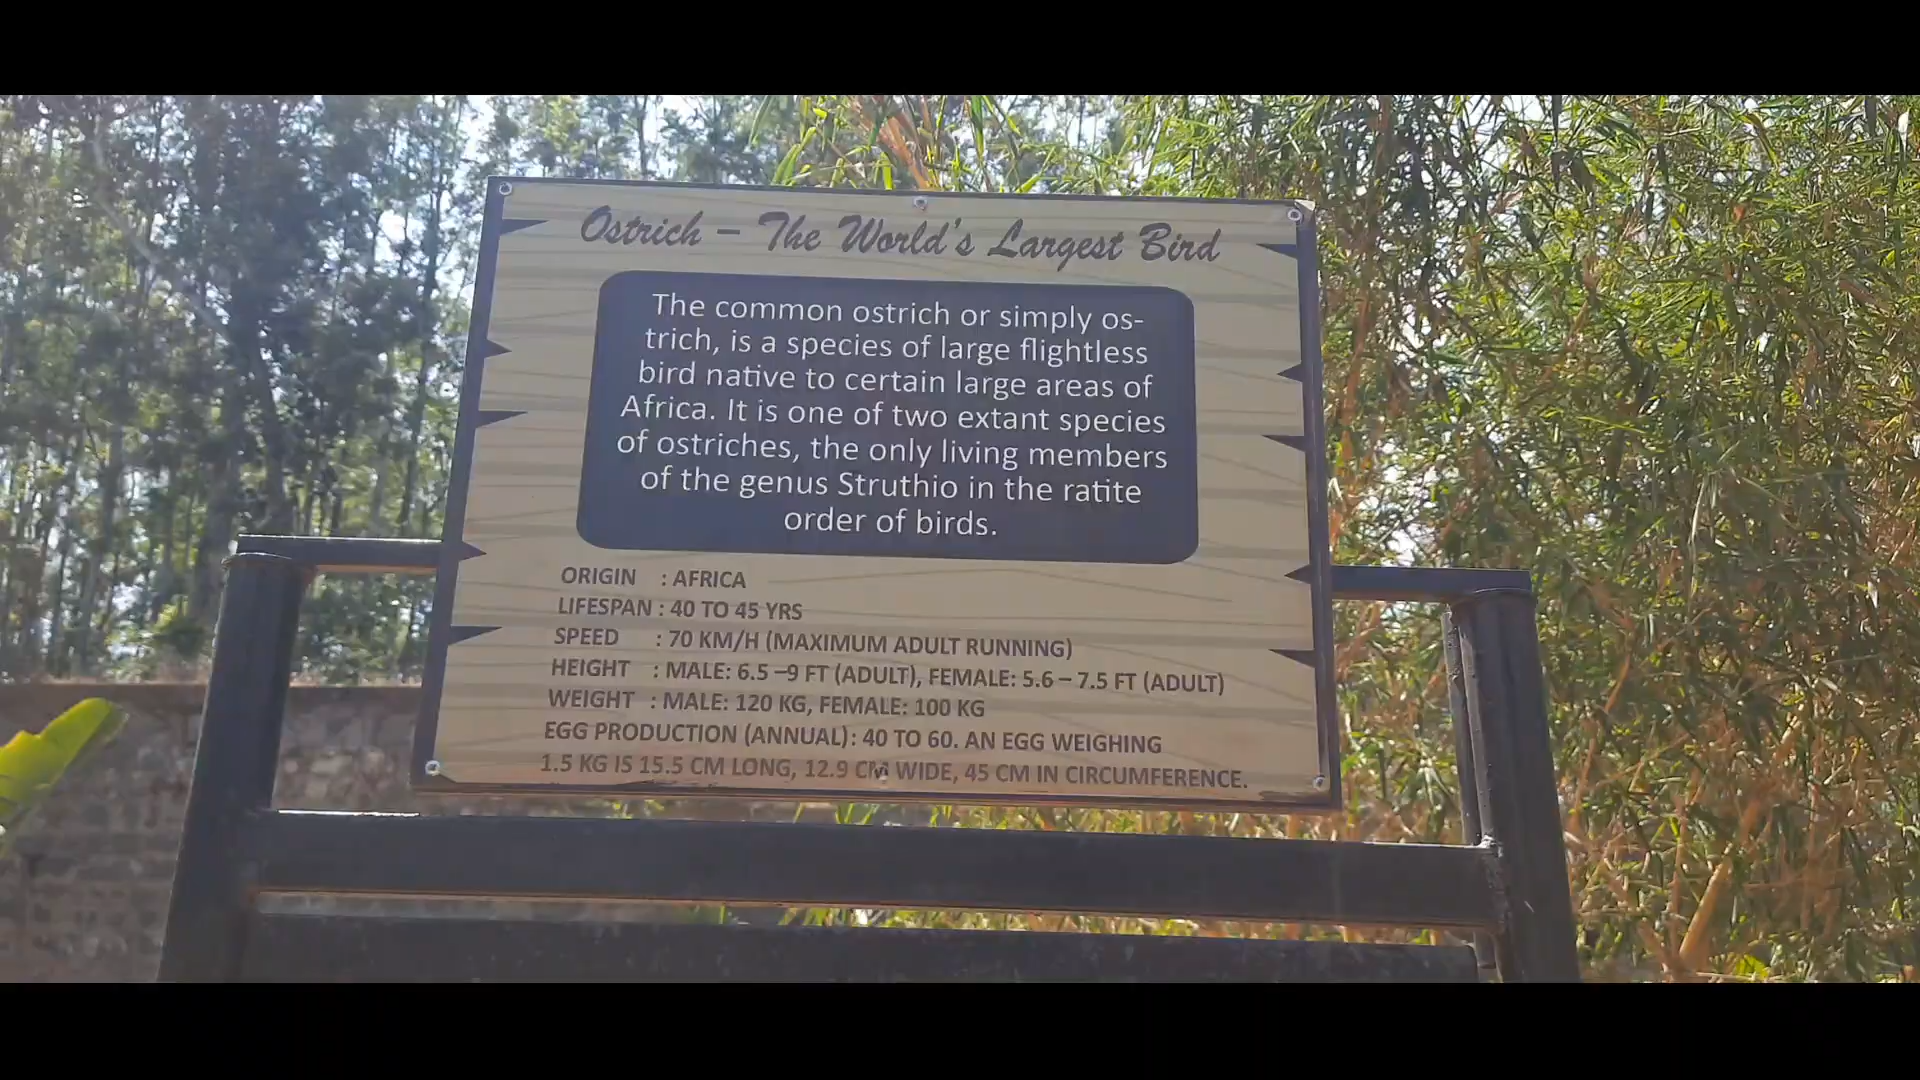 Ostrich – The World's Largest Bird
The common ostrich or simply os-
trich, is a species of large flightless
bird native to certain large areas of
Africa. It is one of two extant species
of ostriches, the only living members
of the genus Struthio in the ratite
order of birds.
ORIGIN : AFRICA
LIFESPAN : 40 TO 45 YRS
SPEED : 70 KM/H (MAXIMUM ADULT RUNNING)
HEIGHT : MALE: 6.5 –9 FT (ADULT), FEMALE: 5.6 – 7.5 FT (ADULT)
WEIGHT : MALE: 120 KG, FEMALE: 100 KG
EGG PRODUCTION (ANNUAL): 40 TO 60. AN EGG WEIGHING
1.5 KG IS 15.5 CM LONG, 12.9 CM WIDE, 45 CM IN CIRCUMFERENCE.